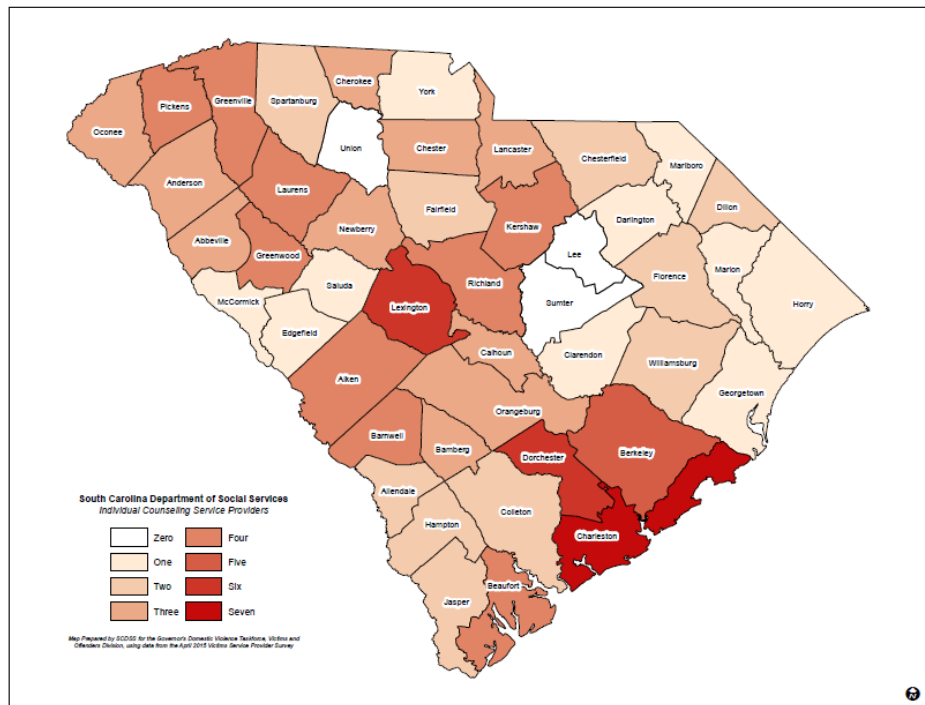 Cherokee
York
Spartanburg
Greenville
Pickens
Oconee
Union
Chester
Lancaster
Chesterfield
Marlboro
Anderson
Laurens
Dillon
Fairfield
Newberry
Kershaw
Darlington
Abbeville
Greenwood
Lee
Marion
Florence
Saluda
Richland
McCormick
Lexington
Sumter
Horry
Edgefield
Calhoun
Clarendon
Williamsburg
Aiken
Georgetown
Orangeburg
Barnwell
Bamberg
Dorchester
Berkeley
Allendale
Colleton
Hampton
Charleston
Beaufort
Jasper
South Carolina Department of Social Services
Individual Counseling Service Providers
Zero Four
One Five
Two Six
Three Seven
Map Prepared by SCDSS for the Governor's Domestic Violence Taskforce, Victims and
Offenders Division, using data from the April 2015 Victims Service Provider Survey
N